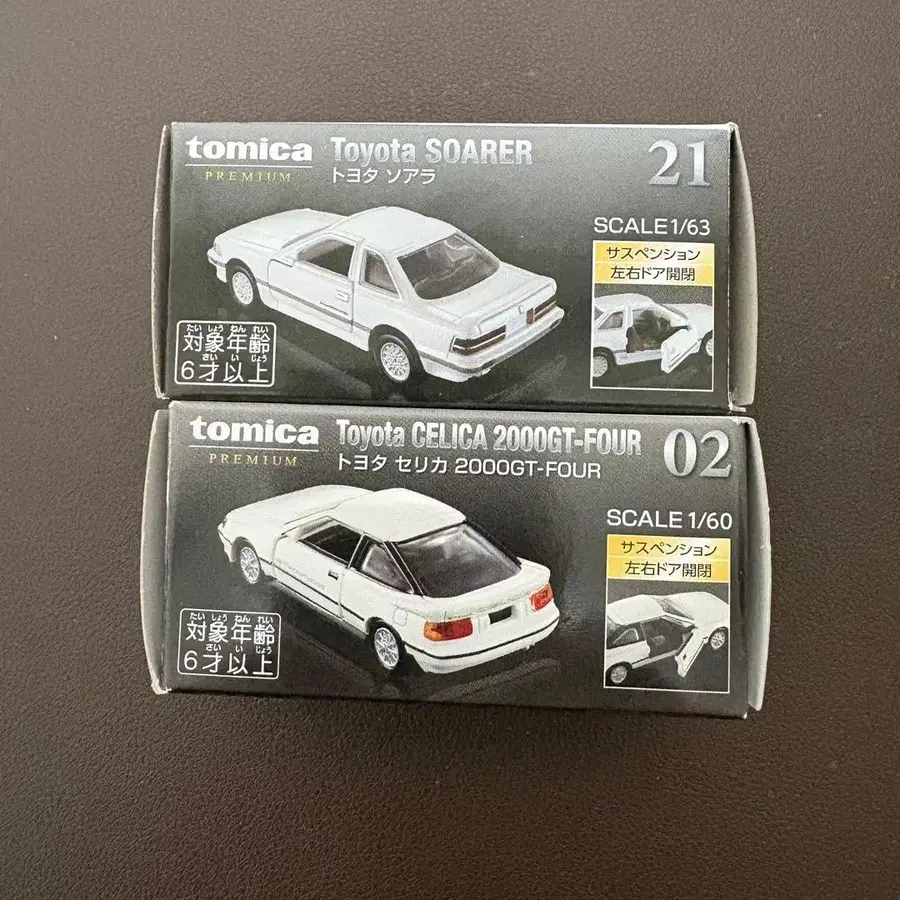 tomica
PREMIUM
Toyota SOARER
トヨタ ソアラ
21
SCALE 1/63
サスペンション
左右ドア開閉
たい しょう ねん れい
対象年齢
さい い じょう
6才以上
tomica
PREMIUM
Toyota CELICA 2000GT-FOUR
トヨタ セリカ 2000GT-FOUR
02
SCALE 1/60
サスペンション
左右ドア開閉
たい しょう ねん れい
対象年齢
さい い じょう
6才以上